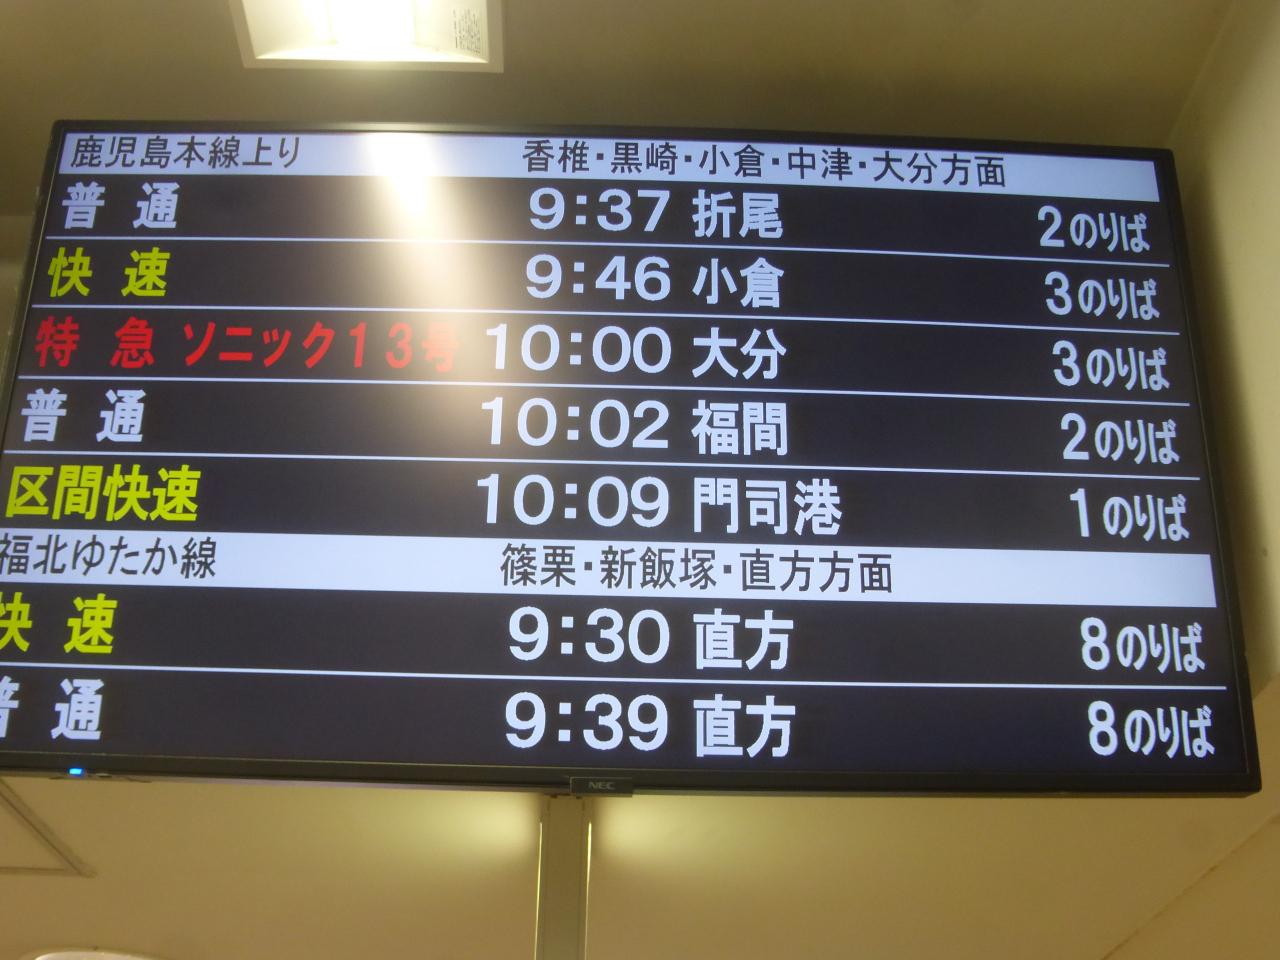 鹿児島本線上り 香椎・黒崎・小倉・中津・大分方面
普通 9:37 折尾 2のりば
快速 9:46 小倉 3のりば
特急 ソニック13号 10:00 大分 3のりば
普通 10:02 福間 2のりば
区間快速 10:09 門司港 1のりば
福北ゆたか線 篠栗・新飯塚・直方方面
快速 9:30 直方 8のりば
普通 9:39 直方 8のりば
NEC